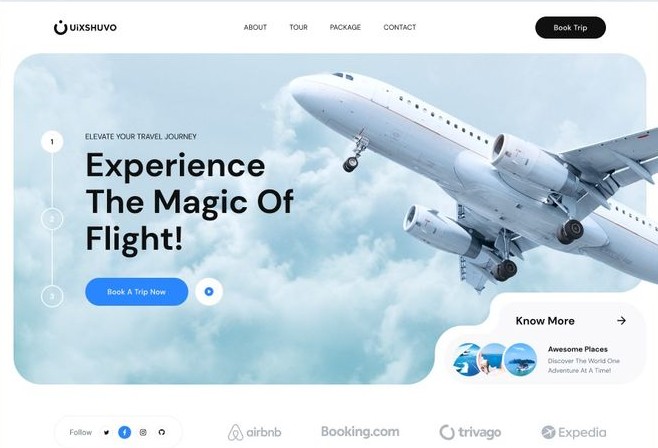 UiXSHUVO
ABOUT TOUR PACKAGE CONTACT
Book Trip
1
ELEVATE YOUR TRAVEL JOURNEY
Experience
The Magic Of
Flight!
2
3
Book A Trip Now
Know More
Awesome Places
Discover The World One
Adventure At A Time!
Follow
airbnb
Booking.com
trivago
Expedia